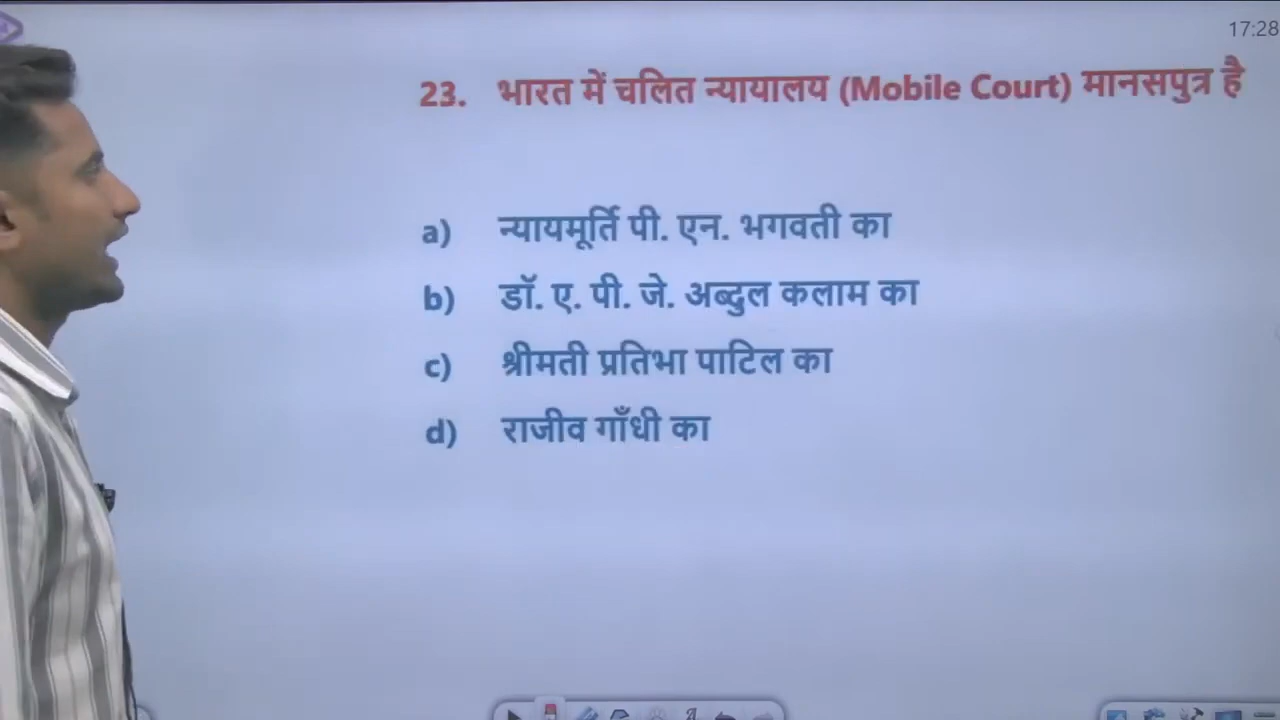 17:28
23. भारत में चलित न्यायालय (Mobile Court) मानसपुत्र है
a) न्यायमूर्ति पी. एन. भगवती का
b) डॉ. ए. पी. जे. अब्दुल कलाम का
c) श्रीमती प्रतिभा पाटिल का
d) राजीव गाँधी का